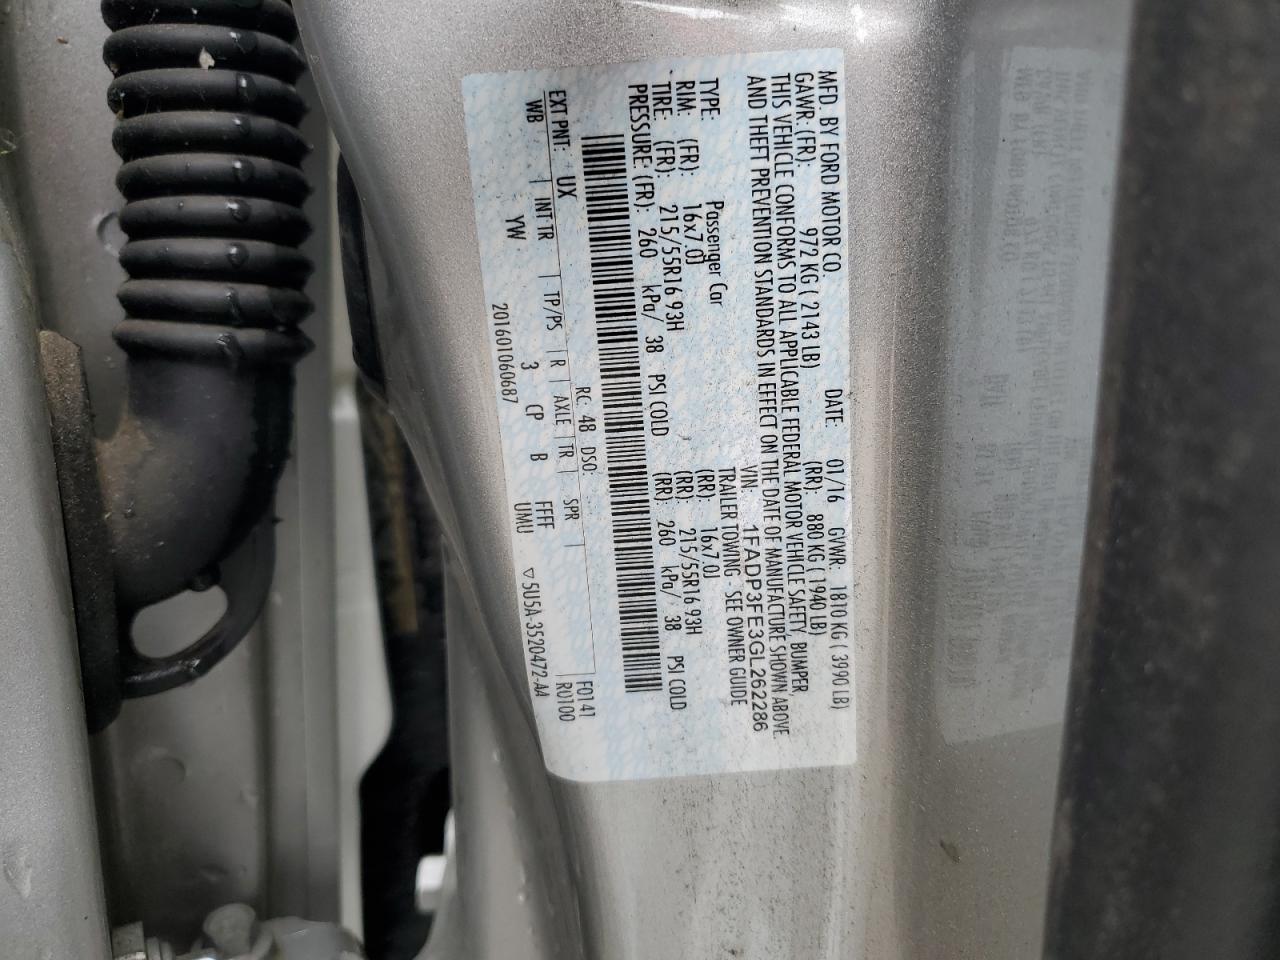 MFD. BY FORD MOTOR CO. DATE: 01/16 GVWR: 1810 KG ( 3990 LB)
GAWR: (FR): 972 KG ( 2143 LB) (RR): 880 KG ( 1940 LB)
THIS VEHICLE CONFORMS TO ALL APPLICABLE FEDERAL MOTOR VEHICLE SAFETY, BUMPER,
AND THEFT PREVENTION STANDARDS IN EFFECT ON THE DATE OF MANUFACTURE SHOWN ABOVE.
VIN: 1FADP3FE3GL262286
TYPE: Passenger Car TRAILER TOWING - SEE OWNER GUIDE
RIM: (FR): 16x7.0J (RR): 16x7.0J
TIRE: (FR): 215/55R16 93H (RR): 215/55R16 93H
PRESSURE: (FR): 260 kPa/ 38 PSI COLD (RR): 260 kPa/ 38 PSI COLD
RC: 48 DSO: F0141
EXT PNT: UX R0100
WB INT TR TP/PS R AXLE TR SPR
YW 3 CP B FFFF
UMU
201601060687 ▽5U5A-3520472-AA